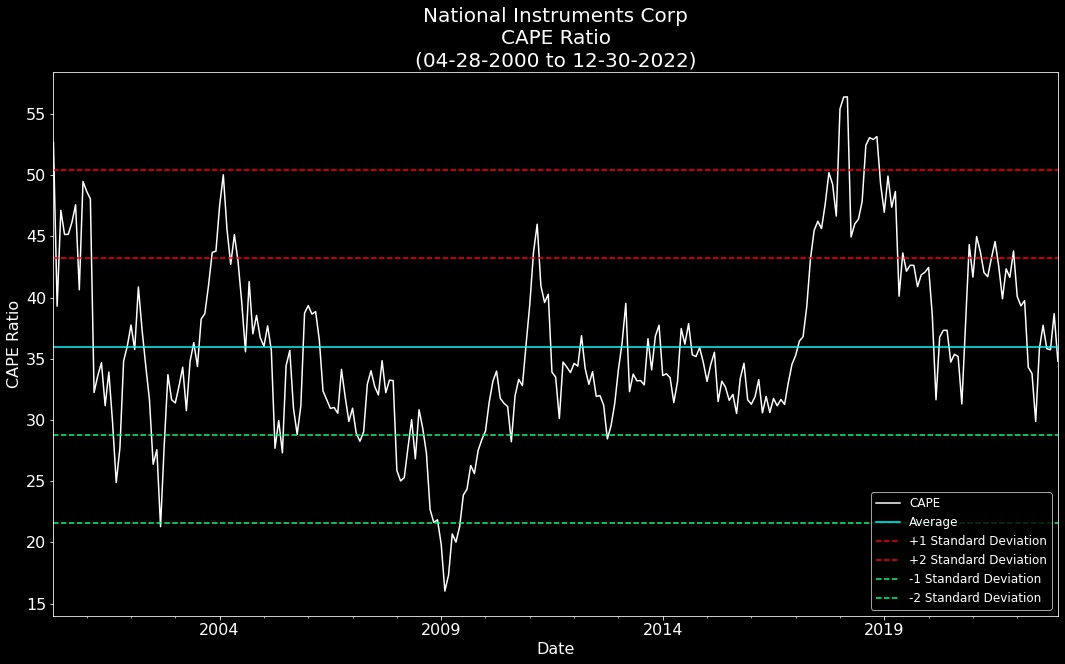 National Instruments Corp
CAPE Ratio
(04-28-2000 to 12-30-2022)
CAPE Ratio
55
50
45
40
35
30
25
20
15
2004
2009
2014
2019
Date
CAPE
Average
+1 Standard Deviation
+2 Standard Deviation
-1 Standard Deviation
-2 Standard Deviation